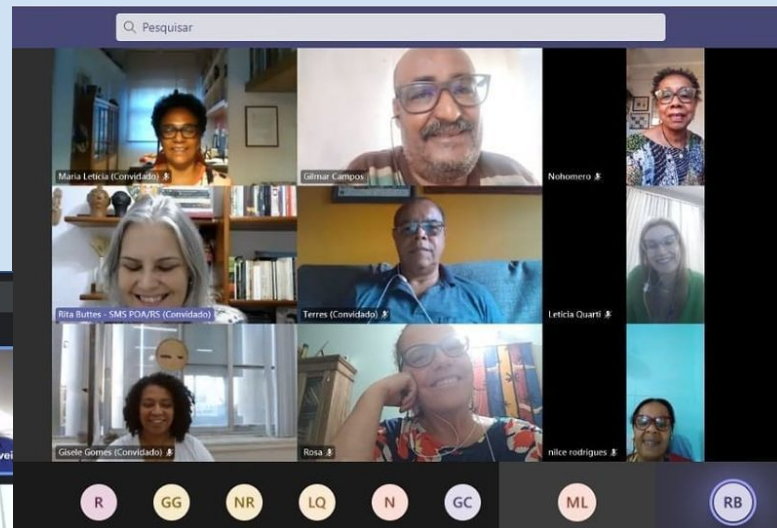 Pesquisar
Maria Leticia (Convidado)
Gilmar Campos
Nohomero
Rita Buttes - SMS POA/RS (Convidado)
Terres (Convidado)
Leticia Quarti
Gisele Gomes (Convidado)
Rosa
nilce rodrigues
vei
R
GG
NR
LQ
N
GC
ML
RB